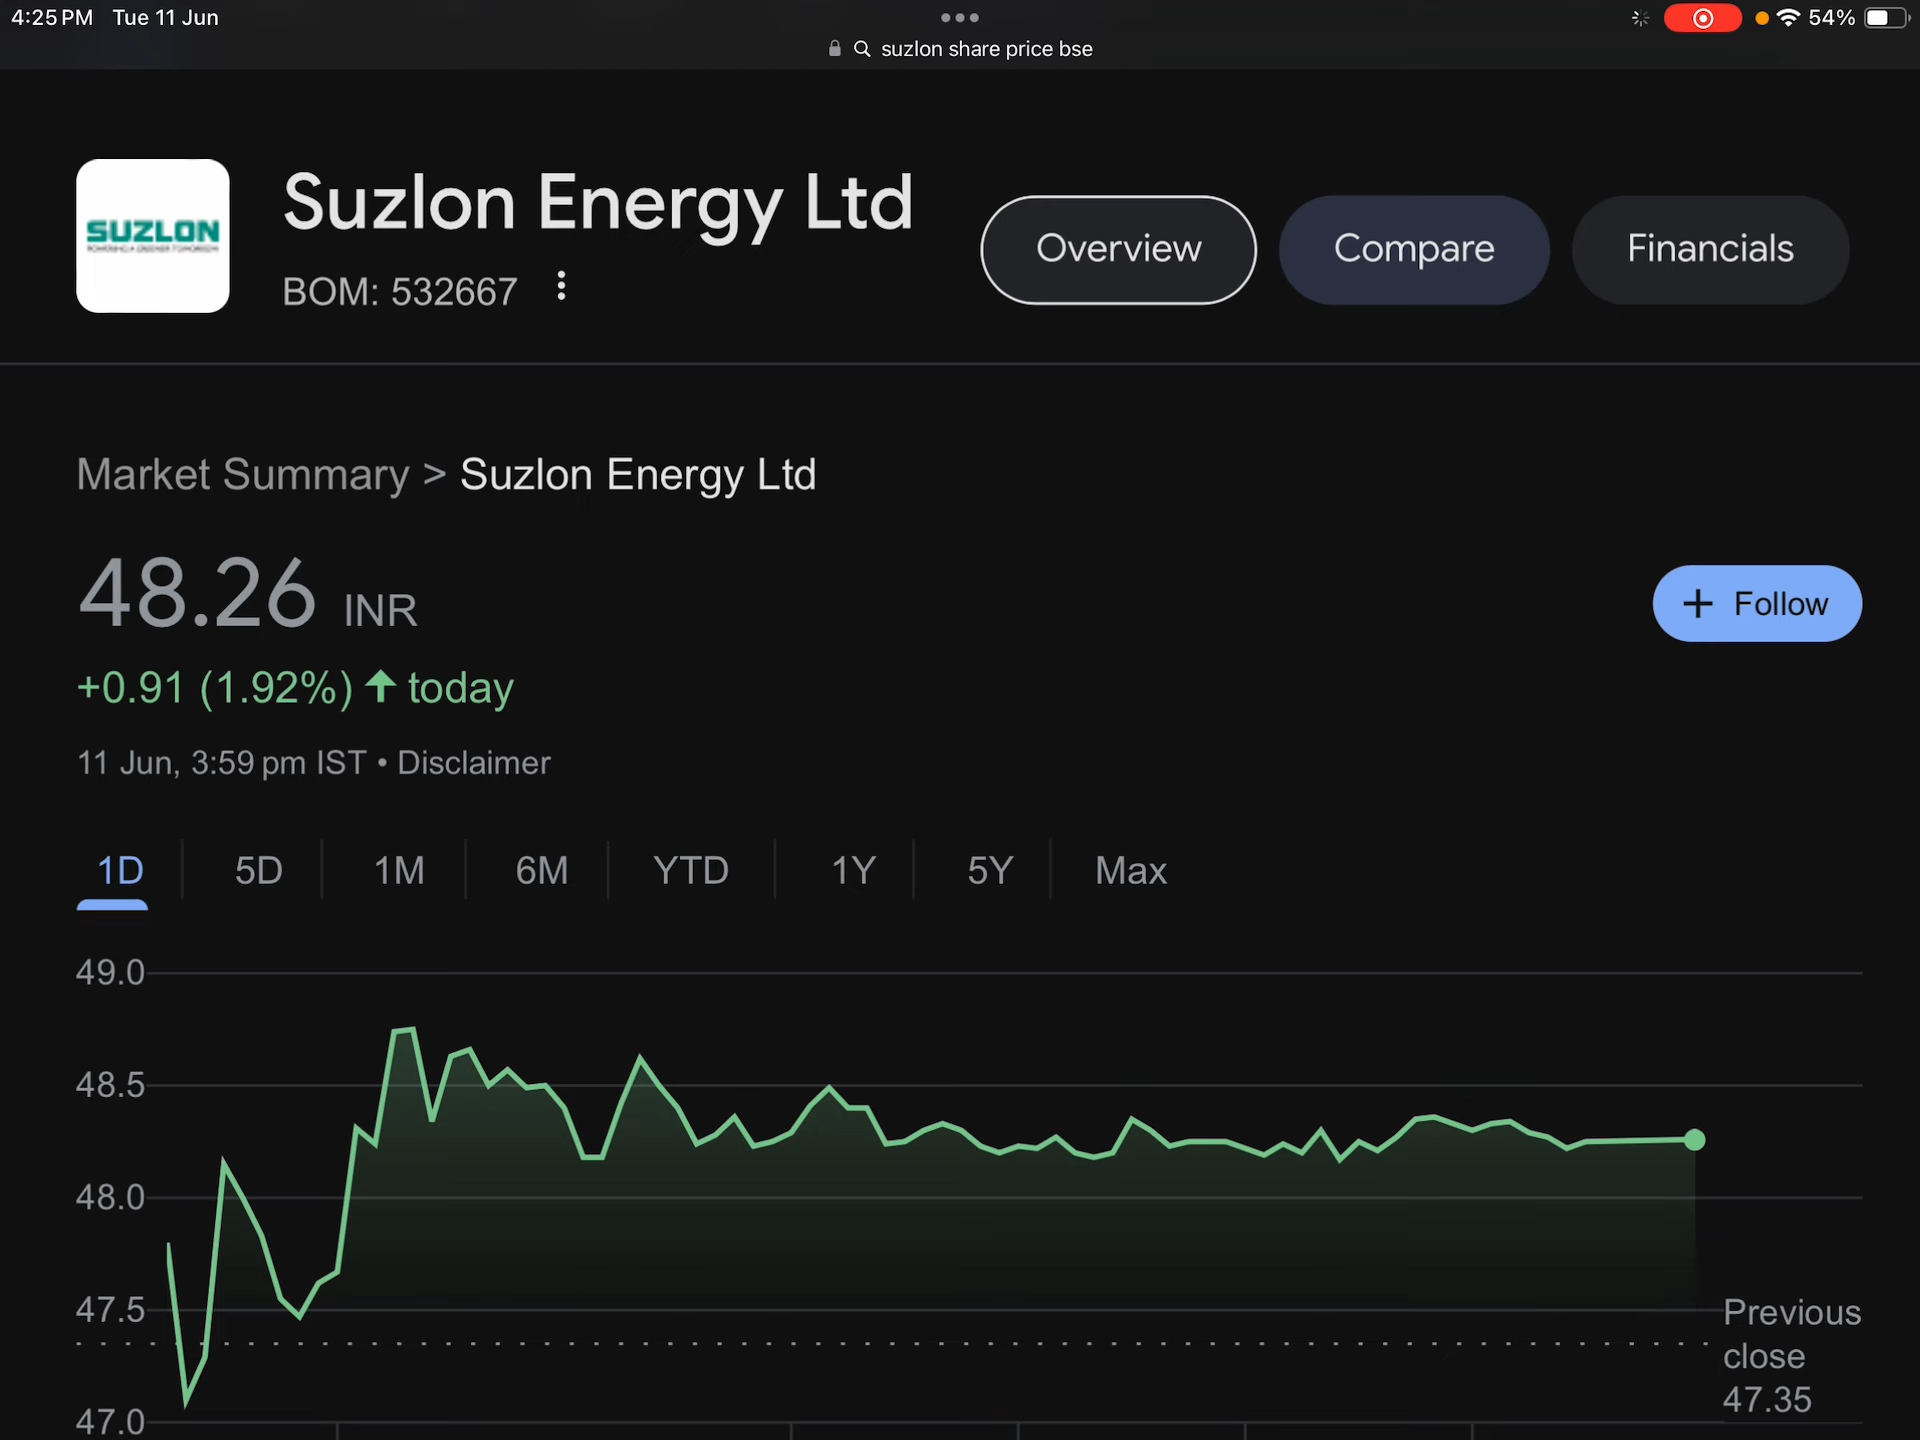 4:25 PM Tue 11 Jun
54%
suzlon share price bse
SUZLON
Suzlon Energy Ltd
BOM: 532667
Overview
Compare
Financials
Market Summary > Suzlon Energy Ltd
48.26 INR
+ Follow
+0.91 (1.92%) ↑ today
11 Jun, 3:59 pm IST • Disclaimer
1D 5D 1M 6M YTD 1Y 5Y Max
49.0
48.5
48.0
47.5
47.0
Previous
close
47.35